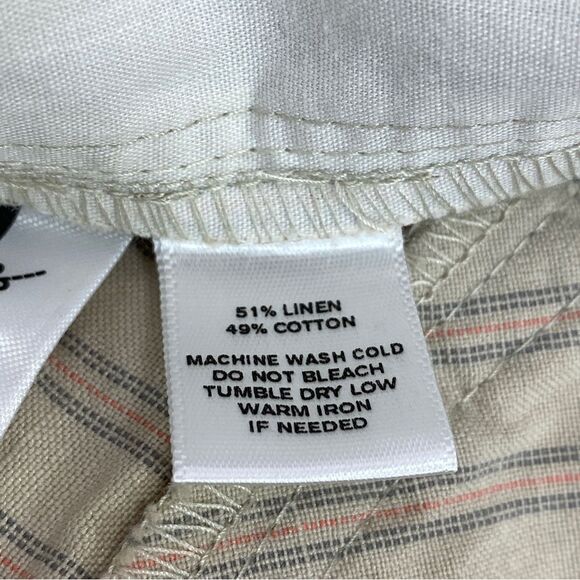 51% LINEN
49% COTTON
MACHINE WASH COLD
DO NOT BLEACH
TUMBLE DRY LOW
WARM IRON
IF NEEDED